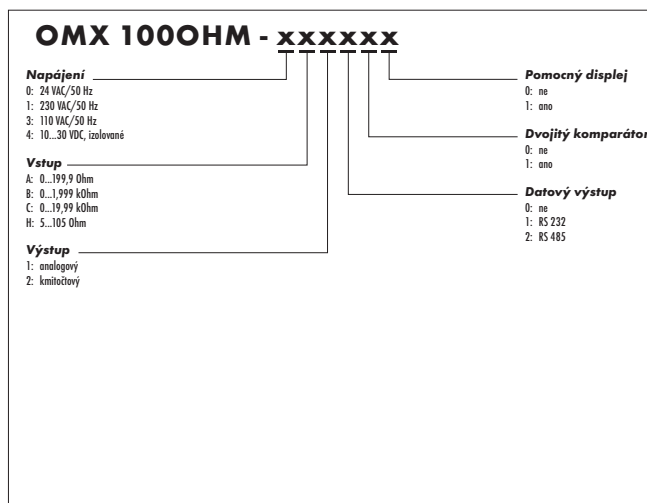 OMX 100OHM - xxxxxx
Napájení
0: 24 VAC/50 Hz
1: 230 VAC/50 Hz
3: 110 VAC/50 Hz
4: 10...30 VDC, izolované
Vstup
A: 0...199,9 Ohm
B: 0...1,999 kOhm
C: 0...19,99 kOhm
H: 5...105 Ohm
Výstup
1: analogový
2: kmitočtový
Pomocný displej
0: ne
1: ano
Dvojitý komparátor
0: ne
1: ano
Datový výstup
0: ne
1: RS 232
2: RS 485